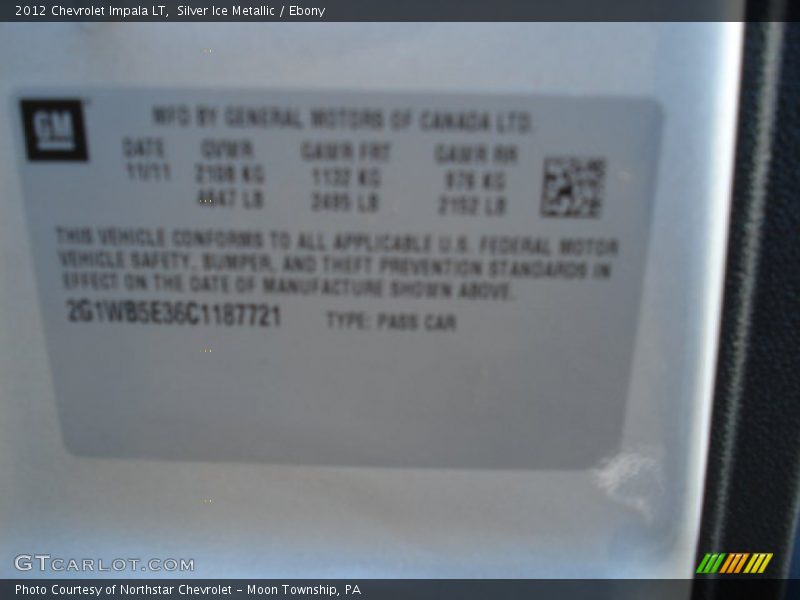 2012 Chevrolet Impala LT,  Silver Ice Metallic / Ebony
GM
MFD BY GENERAL MOTORS OF CANADA LTD.
DATE GVWR GAWR FRT GAWR RR
11/11 2108 KG 1132 KG 976 KG
4647 LB 2495 LB 2152 LB
THIS VEHICLE CONFORMS TO ALL APPLICABLE U.S. FEDERAL MOTOR
VEHICLE SAFETY, BUMPER, AND THEFT PREVENTION STANDARDS IN
EFFECT ON THE DATE OF MANUFACTURE SHOWN ABOVE.
2G1WB5E36C1187721 TYPE: PASS CAR
GTCARLOT.COM
Photo Courtesy of Northstar Chevrolet - Moon Township, PA